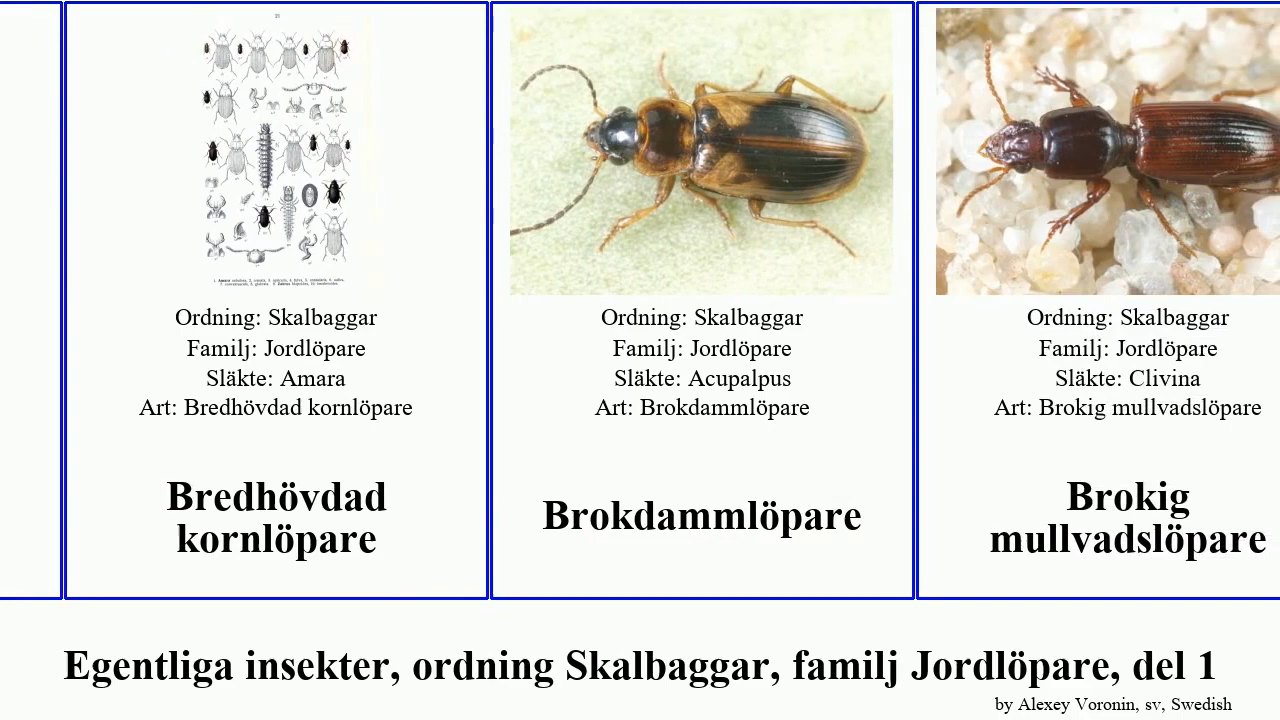 Ordning: Skalbaggar
Familj: Jordlöpare
Släkte: Amara
Art: Bredhövdad kornlöpare
Bredhövdad
kornlöpare
Ordning: Skalbaggar
Familj: Jordlöpare
Släkte: Acupalpus
Art: Brokdammlöpare
Brokdammlöpare
Ordning: Skalbaggar
Familj: Jordlöpare
Släkte: Clivina
Art: Brokig mullvadslöpare
Brokig
mullvadslöpare
Egentliga insekter, ordning Skalbaggar, familj Jordlöpare, del 1
by Alexey Voronin, sv, Swedish